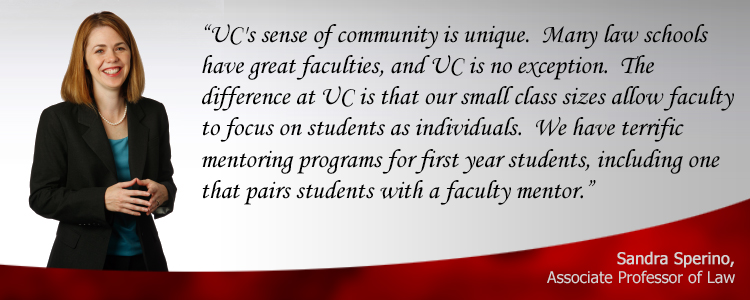 “UC's sense of community is unique. Many law schools
have great faculties, and UC is no exception. The
difference at UC is that our small class sizes allow faculty
to focus on students as individuals. We have terrific
mentoring programs for first year students, including one
that pairs students with a faculty mentor.”
Sandra Sperino,
Associate Professor of Law